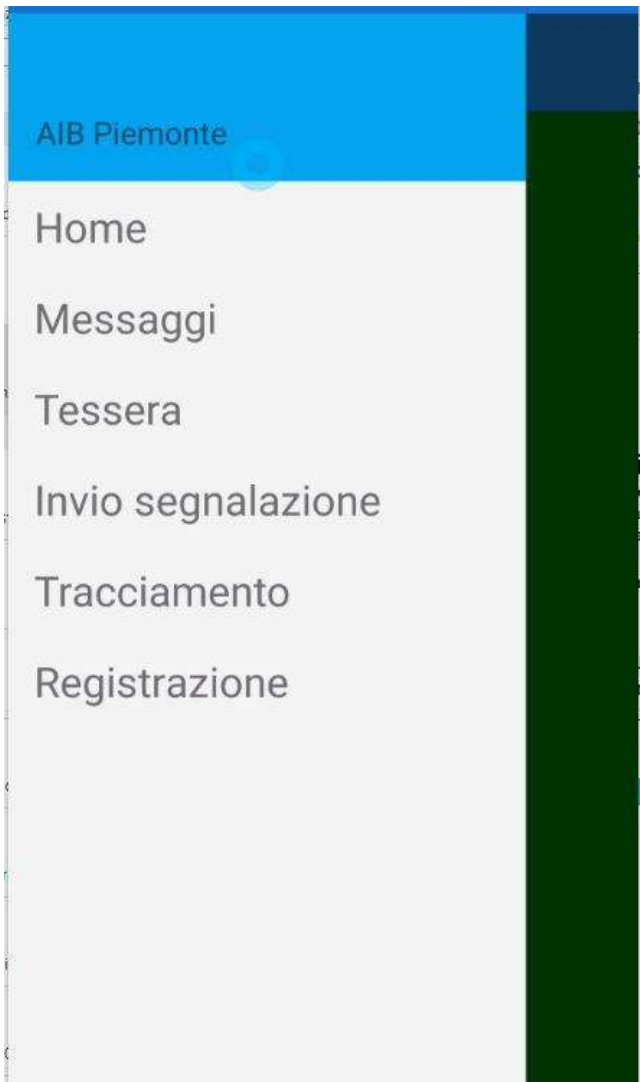 AIB Piemonte
Home
Messaggi
Tessera
Invio segnalazione
Tracciamento
Registrazione